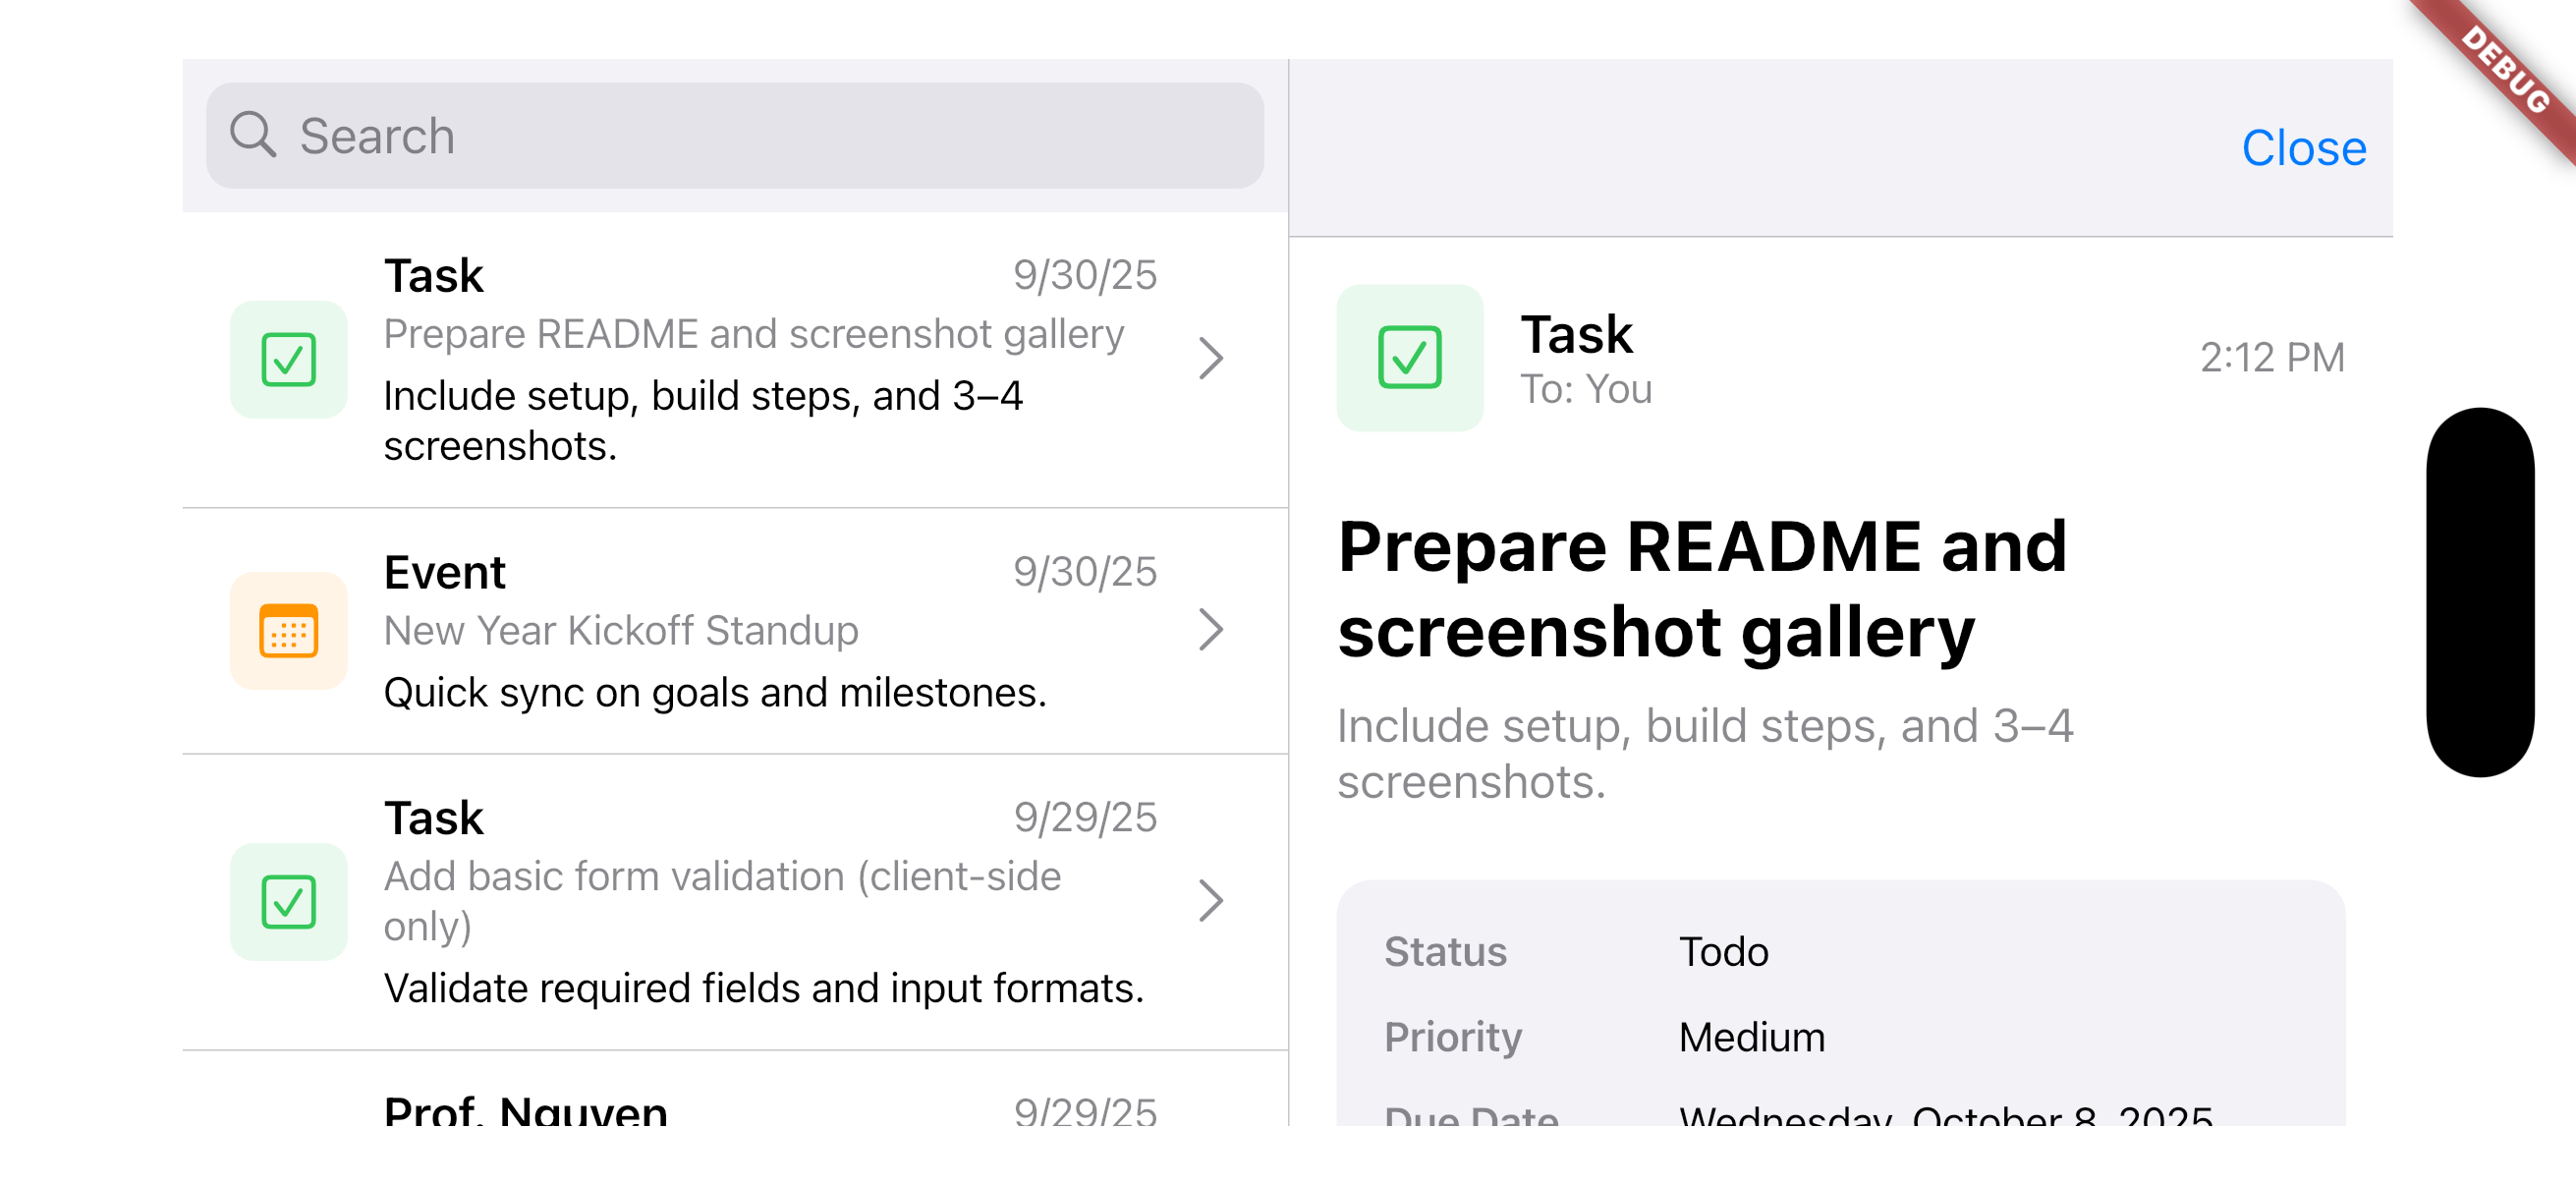 DEBUG
Search
Task
9/30/25
Prepare README and screenshot gallery
Include setup, build steps, and 3–4
screenshots.
Event
9/30/25
New Year Kickoff Standup
Quick sync on goals and milestones.
Task
9/29/25
Add basic form validation (client-side
only)
Validate required fields and input formats.
Prof. Nguyen
9/29/25
Close
Task
To: You
2:12 PM
Prepare README and
screenshot gallery
Include setup, build steps, and 3–4
screenshots.
Status
Todo
Priority
Medium
Due Date
Wednesday, October 8, 2025